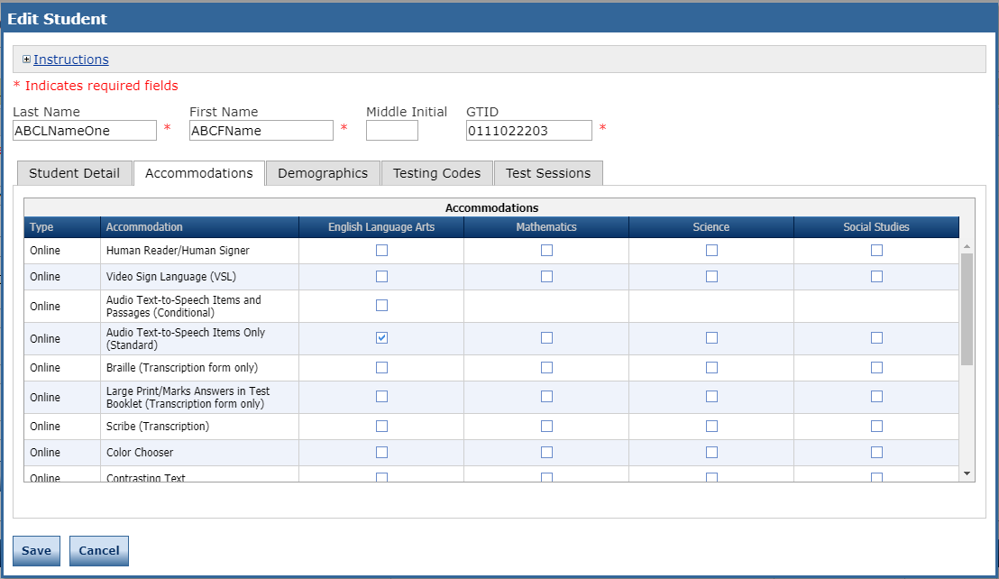 Edit Student
Instructions
* Indicates required fields
Last Name First Name Middle Initial GTID
ABCLNameOne * ABCFName * 0111022203 *
Student Detail Accommodations Demographics Testing Codes Test Sessions
Accommodations
Type Accommodation English Language Arts Mathematics Science Social Studies
Online Human Reader/Human Signer
Online Video Sign Language (VSL)
Online Audio Text-to-Speech Items and
Passages (Conditional)
Online Audio Text-to-Speech Items Only
(Standard)
Online Braille (Transcription form only)
Online Large Print/Marks Answers in Test
Booklet (Transcription form only)
Online Scribe (Transcription)
Online Color Chooser
Online Contrasting Text
Save Cancel